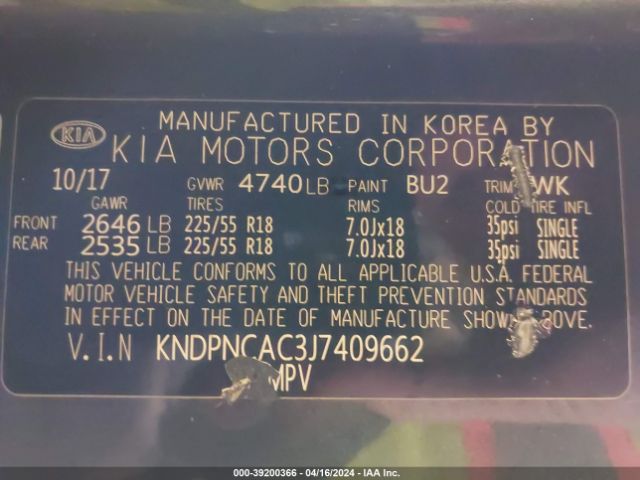 KIA
MANUFACTURED IN KOREA BY
KIA MOTORS CORPORATION
10/17 GVWR 4740 LB PAINT BU2 TRIM WK
GAWR TIRES RIMS COLD TIRE INFL
FRONT 2646 LB 225/55 R18 7.0Jx18 35psi SINGLE
REAR 2535 LB 225/55 R18 7.0Jx18 35psi SINGLE
THIS VEHICLE CONFORMS TO ALL APPLICABLE U.S.A. FEDERAL
MOTOR VEHICLE SAFETY AND THEFT PREVENTION STANDARDS
IN EFFECT ON THE DATE OF MANUFACTURE SHOWN ABOVE.
V.I.N KNDPNCAC3J7409662
MPV
000-39200366 - 04/16/2024 - IAA Inc.